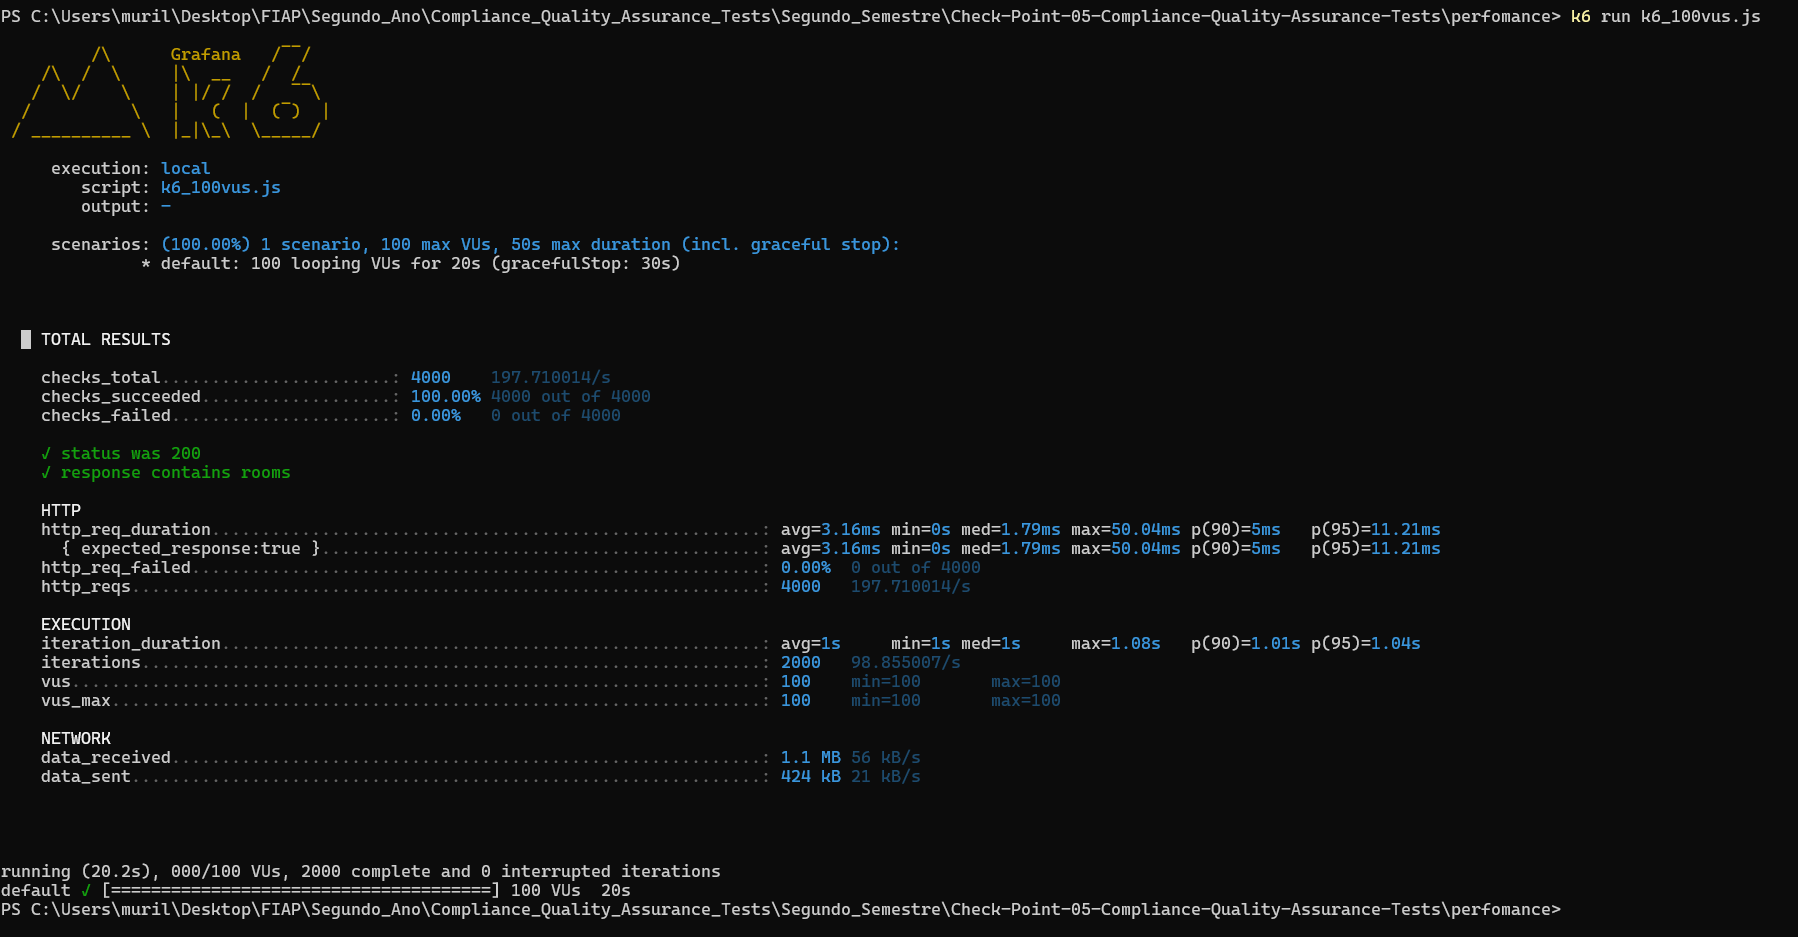 PS C:\Users\muril\Desktop\FIAP\Segundo_Ano\Compliance_Quality_Assurance_Tests\Segundo_Semestre\Check-Point-05-Compliance-Quality-Assurance-Tests\perfomance> k6 run k6_100vus.js
Grafana
execution: local
script: k6_100vus.js
output: -
scenarios: (100.00%) 1 scenario, 100 max VUs, 50s max duration (incl. graceful stop):
* default: 100 looping VUs for 20s (gracefulStop: 30s)
█ TOTAL RESULTS
checks_total.......................: 4000    197.710014/s
checks_succeeded...................: 100.00% 4000 out of 4000
checks_failed......................: 0.00%   0 out of 4000
✓ status was 200
✓ response contains rooms
HTTP
http_req_duration.......................................................: avg=3.16ms min=0s med=1.79ms max=50.04ms p(90)=5ms   p(95)=11.21ms
{ expected_response:true }............................................: avg=3.16ms min=0s med=1.79ms max=50.04ms p(90)=5ms   p(95)=11.21ms
http_req_failed.........................................................: 0.00%  0 out of 4000
http_reqs...............................................................: 4000   197.710014/s
EXECUTION
iteration_duration......................................................: avg=1s     min=1s med=1s     max=1.08s   p(90)=1.01s p(95)=1.04s
iterations..............................................................: 2000   98.855007/s
vus.....................................................................: 100    min=100       max=100
vus_max.................................................................: 100    min=100       max=100
NETWORK
data_received...........................................................: 1.1 MB 56 kB/s
data_sent...............................................................: 424 kB 21 kB/s
running (20.2s), 000/100 VUs, 2000 complete and 0 interrupted iterations
default ✓ [======================================] 100 VUs  20s
PS C:\Users\muril\Desktop\FIAP\Segundo_Ano\Compliance_Quality_Assurance_Tests\Segundo_Semestre\Check-Point-05-Compliance-Quality-Assurance-Tests\perfomance>